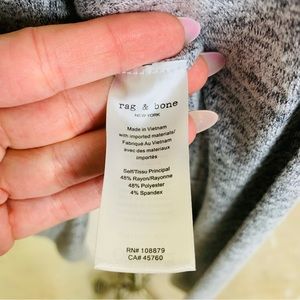 rag & bone
NEW YORK
Made in Vietnam
with imported materials/
Fabriqué Au Vietnam
avec des materiaux
importés
Self/Tissu Principal
48% Rayon/Rayonne
48% Polyester
4% Spandex
RN# 108879
CA# 45760